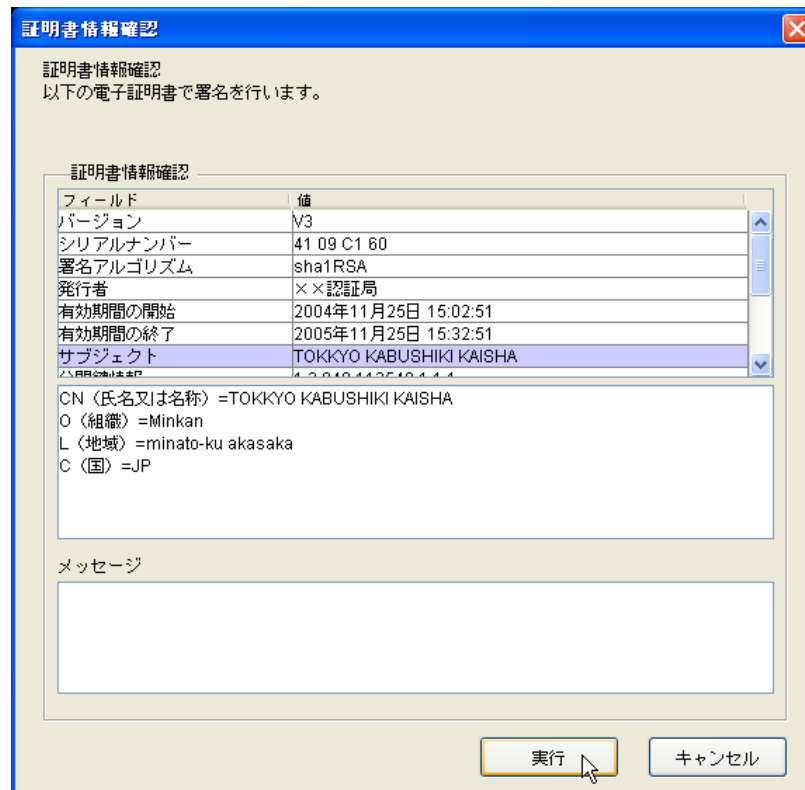 証明書情報確認
証明書情報確認
以下の電子証明書で署名を行います。
証明書情報確認
フィールド 値
バージョン V3
シリアルナンバー 41 09 C1 60
署名アルゴリズム sha1RSA
発行者 ××認証局
有効期間の開始 2004年11月25日 15:02:51
有効期間の終了 2005年11月25日 15:32:51
サブジェクト TOKKYO KABUSHIKI KAISHA
CN（氏名又は名称）=TOKKYO KABUSHIKI KAISHA
O（組織）=Minkan
L（地域）=minato-ku akasaka
C（国）=JP
メッセージ
実行 キャンセル